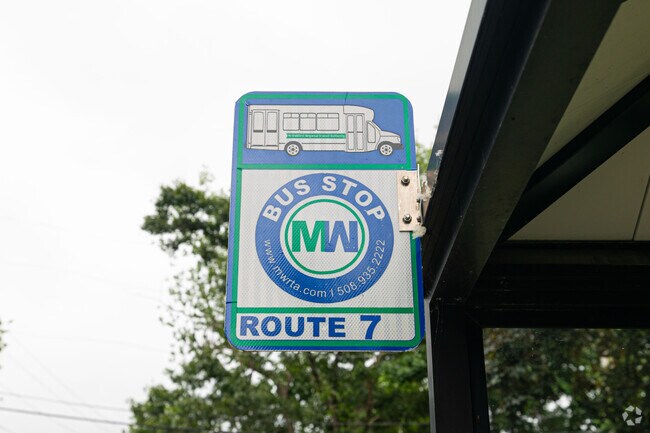 BUS STOP
MW
www.mwrta.com | 508.935.2222
ROUTE 7